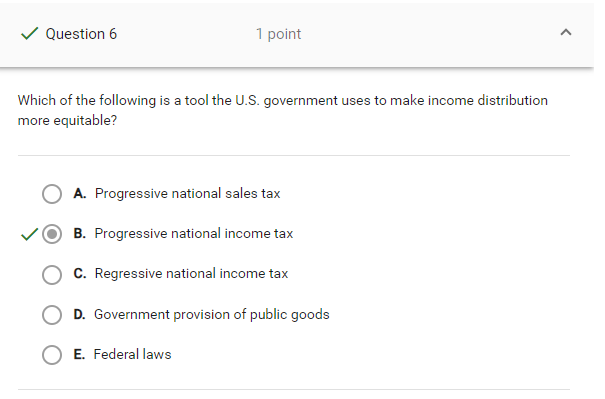 Question 6 1 point
Which of the following is a tool the U.S. government uses to make income distribution
more equitable?
A. Progressive national sales tax
B. Progressive national income tax
C. Regressive national income tax
D. Government provision of public goods
E. Federal laws